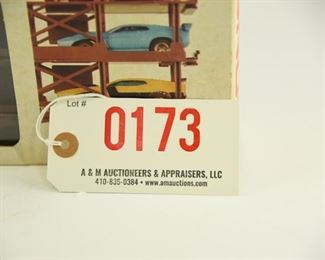 Lot #
0173
A & M AUCTIONEERS & APPRAISERS, LLC
410-835-0384 • www.amauctions.com